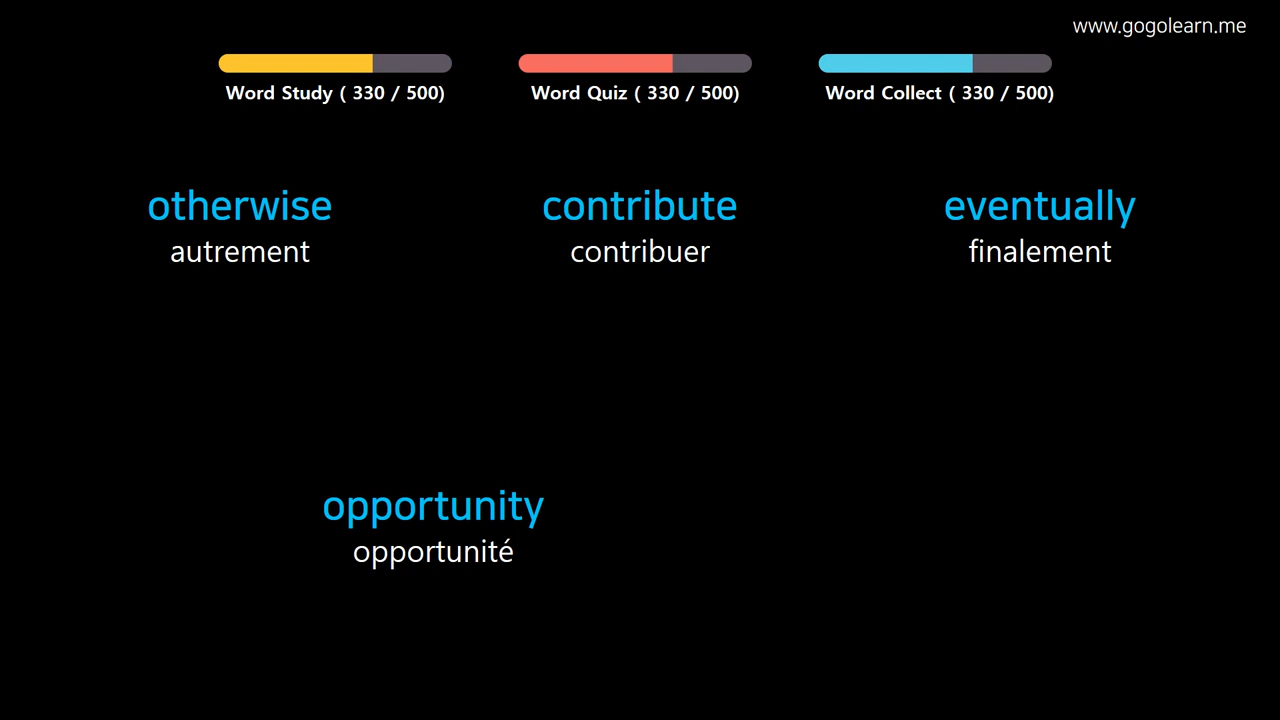 www.gogolearn.me
Word Study ( 330 / 500)
Word Quiz ( 330 / 500)
Word Collect ( 330 / 500)
otherwise
autrement
contribute
contribuer
eventually
finalement
opportunity
opportunité